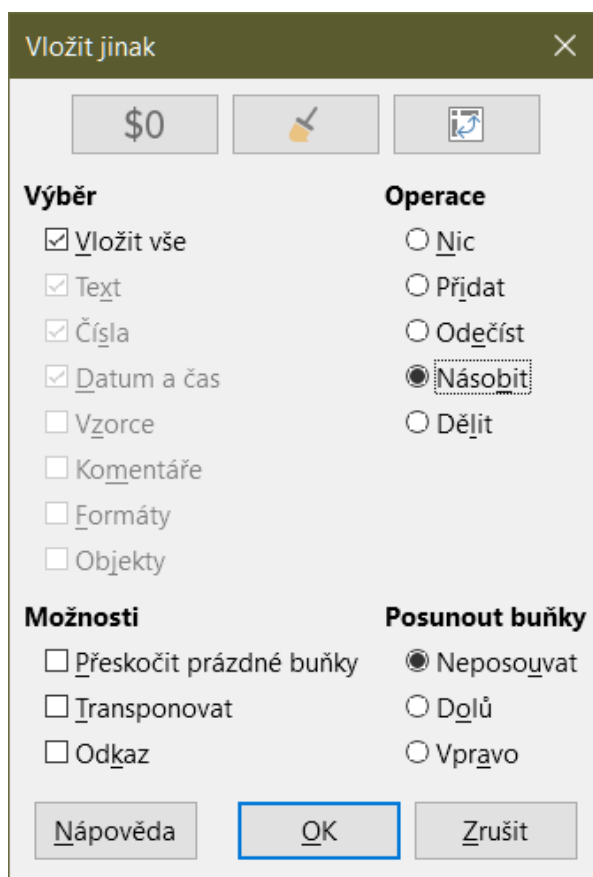 Vložit jinak
$0
Výběr
Vložit vše
Text
Čísla
Datum a čas
Vzorce
Komentáře
Formáty
Objekty
Operace
Nic
Přidat
Odečíst
Násobit
Dělit
Možnosti
Přeskočit prázdné buňky
Transponovat
Odkaz
Posunout buňky
Neposouvat
Dolů
Vpravo
Nápověda
OK
Zrušit